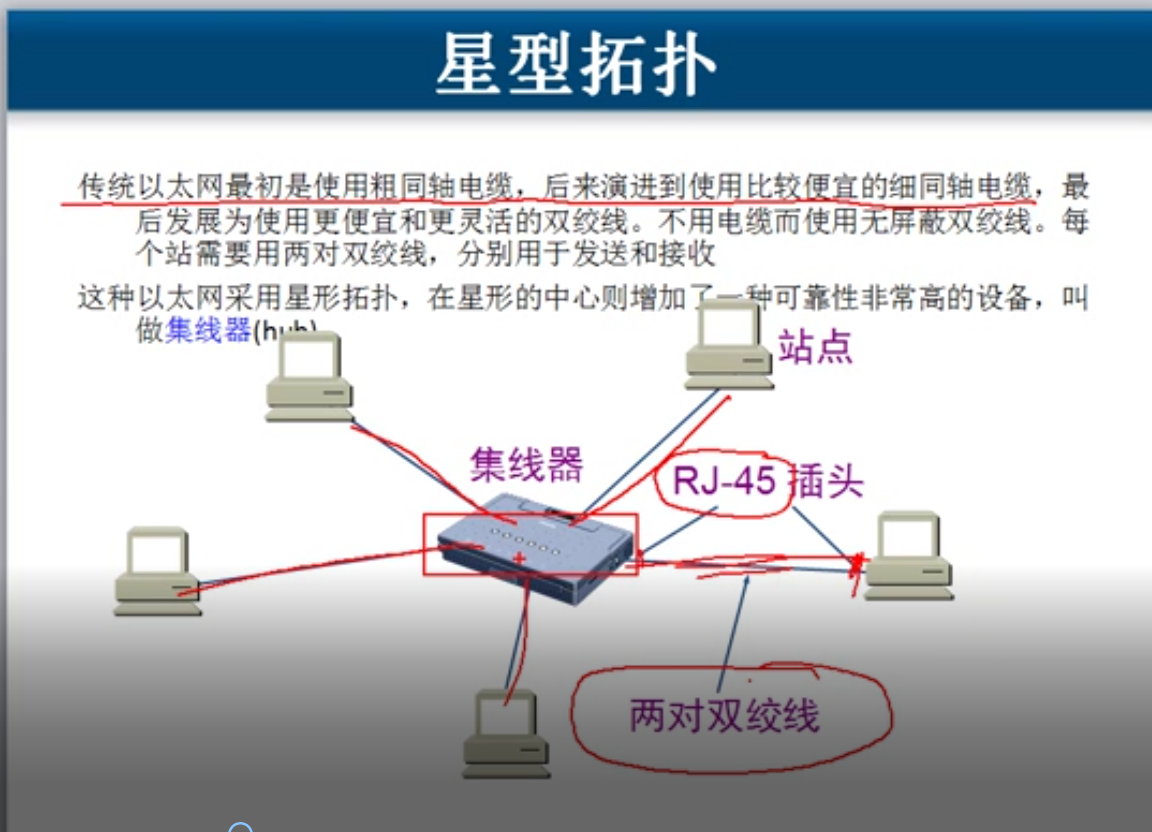 星型拓扑
传统以太网最初是使用粗同轴电缆，后来演进到使用比较便宜的细同轴电缆，最
后发展为使用更便宜和更灵活的双绞线。不用电缆而使用无屏蔽双绞线。每
个站需要用两对双绞线，分别用于发送和接收
这种以太网采用星形拓扑，在星形的中心则增加了一种可靠性非常高的设备，叫
做集线器(hub)
站点
集线器
RJ-45 插头
两对双绞线